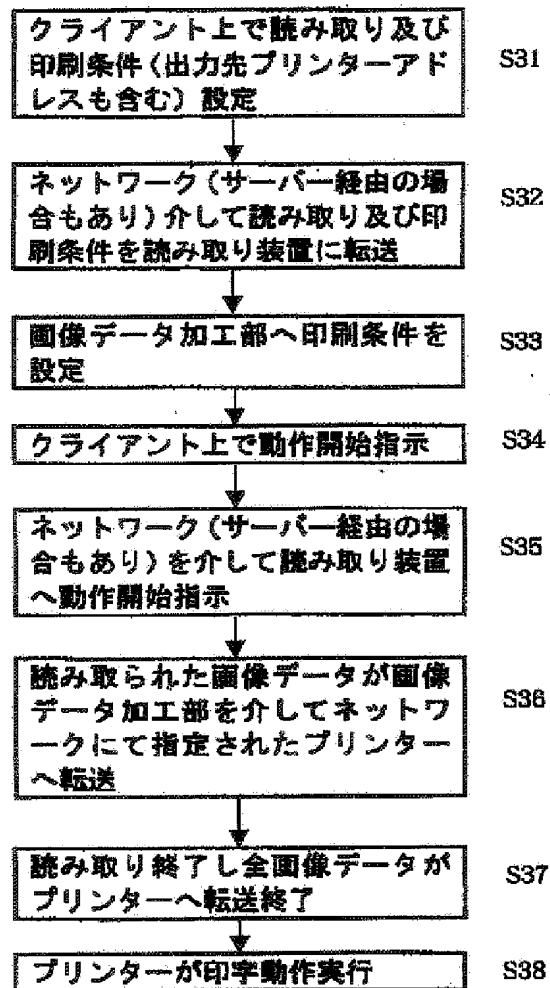 クライアント上で読み取り及び
印刷条件(出力先プリンターアド
レスも含む)設定
S31
ネットワーク(サーバー経由の場
合もあり)介して読み取り及び印
刷条件を読み取り装置に転送
S32
画像データ加工部へ印刷条件を
設定
S33
クライアント上で動作開始指示
S34
ネットワーク(サーバー経由の場
合もあり)を介して読み取り装置
へ動作開始指示
S35
読み取られた画像データが画像
データ加工部を介してネットワ
ークにて指定されたプリンター
へ転送
S36
読み取り終了し全画像データが
プリンターへ転送終了
S37
プリンターが印字動作実行
S38